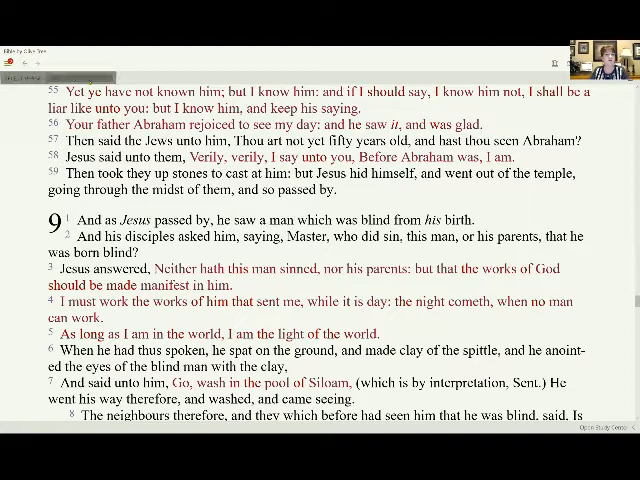 Bible by Olive Tree
55 Yet ye have not known him; but I know him: and if I should say, I know him not, I shall be a
liar like unto you: but I know him, and keep his saying.
56 Your father Abraham rejoiced to see my day: and he saw it, and was glad.
57 Then said the Jews unto him, Thou art not yet fifty years old, and hast thou seen Abraham?
58 Jesus said unto them, Verily, verily, I say unto you, Before Abraham was, I am.
59 Then took they up stones to cast at him: but Jesus hid himself, and went out of the temple,
going through the midst of them, and so passed by.
9 1 And as Jesus passed by, he saw a man which was blind from his birth.
2 And his disciples asked him, saying, Master, who did sin, this man, or his parents, that he
was born blind?
3 Jesus answered, Neither hath this man sinned, nor his parents: but that the works of God
should be made manifest in him.
4 I must work the works of him that sent me, while it is day: the night cometh, when no man
can work.
5 As long as I am in the world, I am the light of the world.
6 When he had thus spoken, he spat on the ground, and made clay of the spittle, and he anoint-
ed the eyes of the blind man with the clay,
7 And said unto him, Go, wash in the pool of Siloam, (which is by interpretation, Sent.) He
went his way therefore, and washed, and came seeing.
8 The neighbours therefore, and they which before had seen him that he was blind, said, Is
Open Study Center